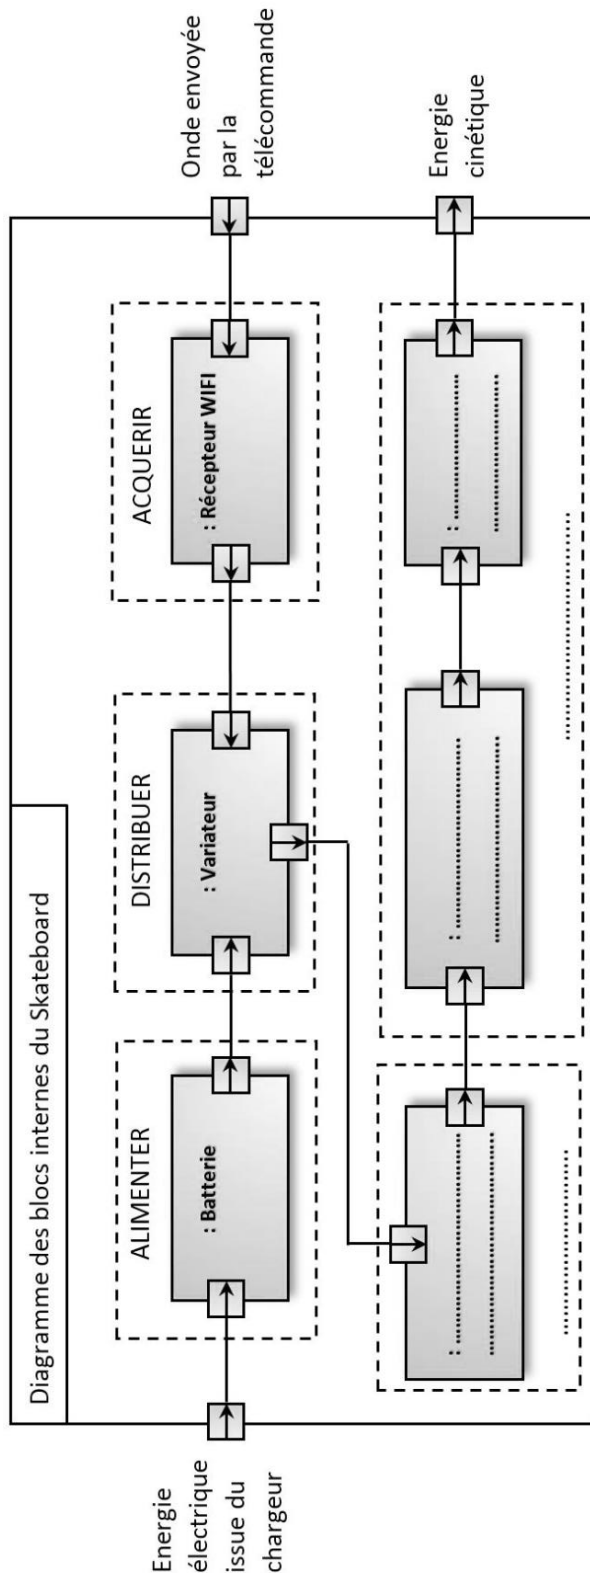 Diagramme des blocs internes du Skateboard
Energie
électrique
issue du
chargeur
ALIMENTER
: Batterie
DISTRIBUER
: Variateur
ACQUERIR
: Récepteur WIFI
Onde envoyée
par la
télécommande
: ..............................
..............................
..............................
: ..............................
..............................
: ..............................
..............................
..............................
Energie
cinétique